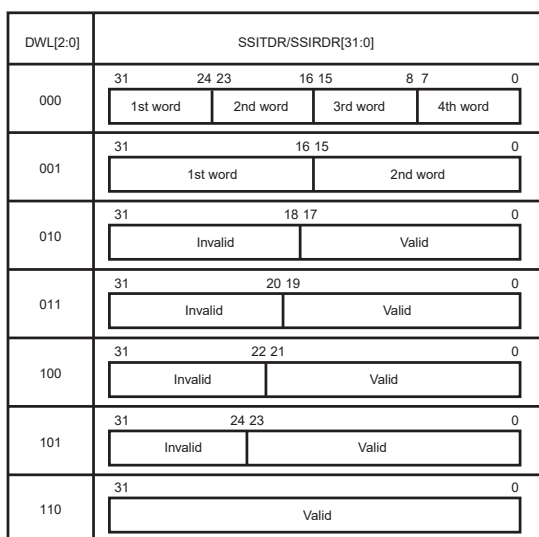 DWL[2:0] SSITDR/SSIRDR[31:0]
31 24 23 16 15 8 7 0
000 1st word 2nd word 3rd word 4th word
31 16 15 0
001 1st word 2nd word
31 18 17 0
010 Invalid Valid
31 20 19 0
011 Invalid Valid
31 22 21 0
100 Invalid Valid
31 24 23 0
101 Invalid Valid
31 0
110 Valid